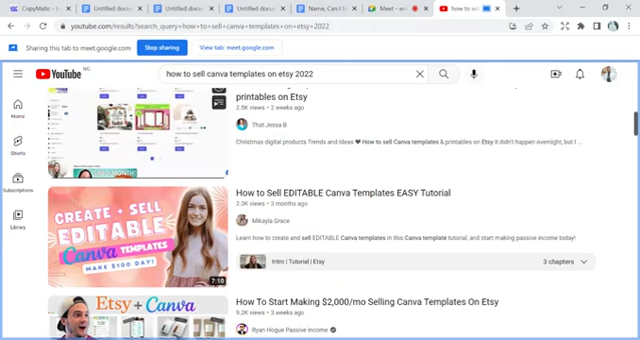 CopyMatic - L
Untitled docu
Untitled docu
Untitled docu
Name, Can I
Meet - eol
how to se
youtube.com/results?search_query=how+to+sell+canva+templates+on+etsy+2022
Sharing this tab to meet.google.com
Stop sharing
View tab: meet.google.com
YouTube
how to sell canva templates on etsy 2022
Home
Shorts
Subscriptions
Library
printables on Etsy
2.5K views • 2 weeks ago
That Jessa B
Christmas digital products Trends and Ideas ❤ How to sell Canva templates & printables on Etsy It didn't happen overnight, but I ...
CREATE + SELL
EDITABLE
Canva TEMPLATES
MAKE $100 DAY!
7:10
How to Sell EDITABLE Canva Templates EASY Tutorial
2.3K views • 3 months ago
Mikayla Grace
Learn how to create and sell EDITABLE Canva templates in this Canva template tutorial, and start making passive income today!
Intro | Tutorial | Etsy
3 chapters
Etsy + Canva
How To Start Making $2,000/mo Selling Canva Templates On Etsy
9.2K views • 3 weeks ago
Ryan Hogue Passive Income